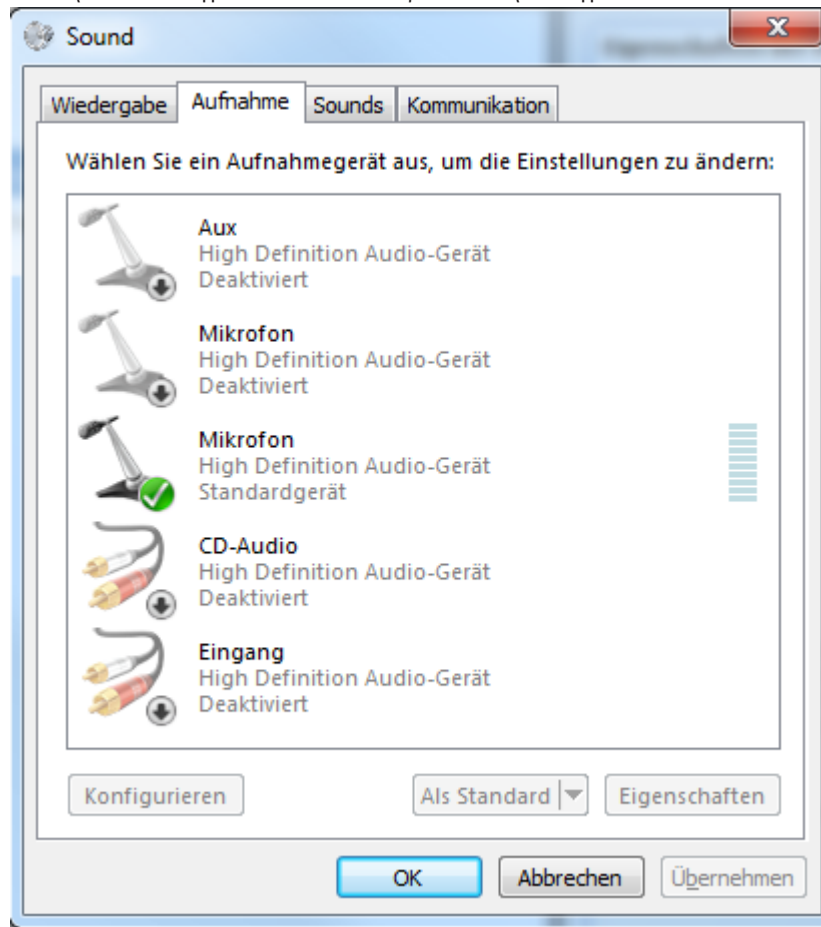 Sound
Wiedergabe Aufnahme Sounds Kommunikation
Wählen Sie ein Aufnahmegerät aus, um die Einstellungen zu ändern:
Aux
High Definition Audio-Gerät
Deaktiviert
Mikrofon
High Definition Audio-Gerät
Deaktiviert
Mikrofon
High Definition Audio-Gerät
Standardgerät
CD-Audio
High Definition Audio-Gerät
Deaktiviert
Eingang
High Definition Audio-Gerät
Deaktiviert
Konfigurieren Als Standard Eigenschaften
OK Abbrechen Übernehmen